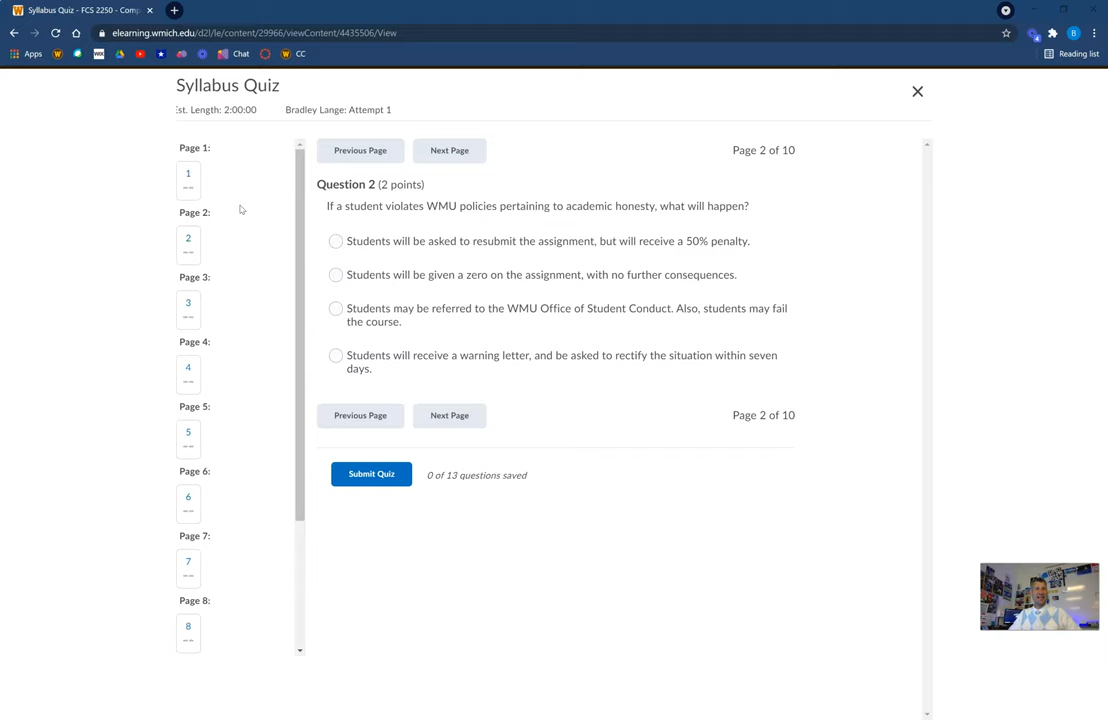 Syllabus Quiz - FCS 2250 - Comp
elearning.wmich.edu/d2l/le/content/29966/viewContent/4435506/View
Apps
Chat
CC
Reading list
Syllabus Quiz
Est. Length: 2:00:00 Bradley Lange: Attempt 1
Page 1:
1
-- --
Page 2:
2
-- --
Page 3:
3
-- --
Page 4:
4
-- --
Page 5:
5
-- --
Page 6:
6
-- --
Page 7:
7
-- --
Page 8:
8
-- --
Previous Page Next Page Page 2 of 10
Question 2 (2 points)
If a student violates WMU policies pertaining to academic honesty, what will happen?
Students will be asked to resubmit the assignment, but will receive a 50% penalty.
Students will be given a zero on the assignment, with no further consequences.
Students may be referred to the WMU Office of Student Conduct. Also, students may fail
the course.
Students will receive a warning letter, and be asked to rectify the situation within seven
days.
Previous Page Next Page Page 2 of 10
Submit Quiz 0 of 13 questions saved